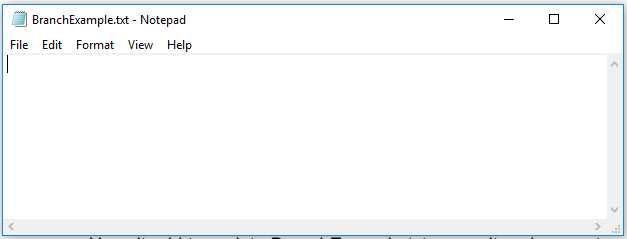 BranchExample.txt - Notepad
File Edit Format View Help